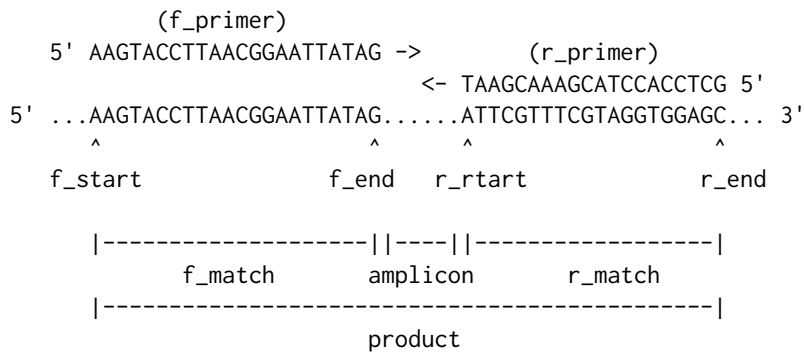 (f_primer)
5' AAGTACCTTAACGGAATTATAG -> (r_primer)
<- TAAGCAAAGCATCCACCTCG 5'
5' ...AAGTACCTTAACGGAATTATAG......ATTCGTTTCGTAGGTGGAGC... 3'
^ ^ ^ ^
f_start f_end r_rtart r_end
|--------------------||----||------------------|
f_match amplicon r_match
|----------------------------------------------|
product